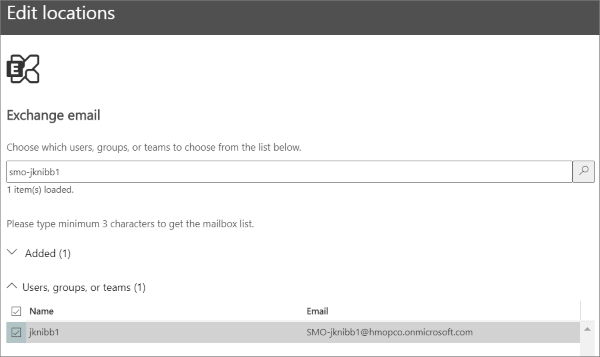 Edit locations
E
Exchange email
Choose which users, groups, or teams to choose from the list below.
smo-jknibb1
1 item(s) loaded.
Please type minimum 3 characters to get the mailbox list.
Added (1)
Users, groups, or teams (1)
Name Email
jknibb1 SMO-jknibb1@hmopco.onmicrosoft.com